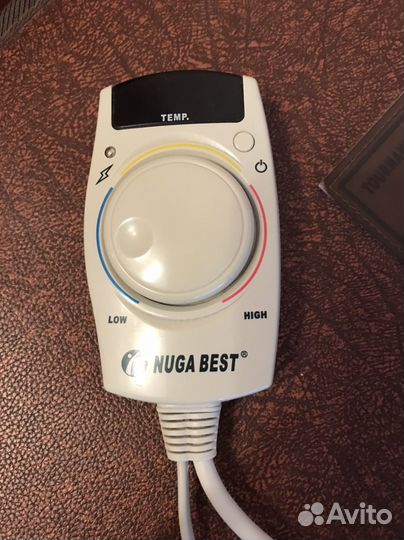 TEMP.
LOW
HIGH
NUGA BEST®
Avito